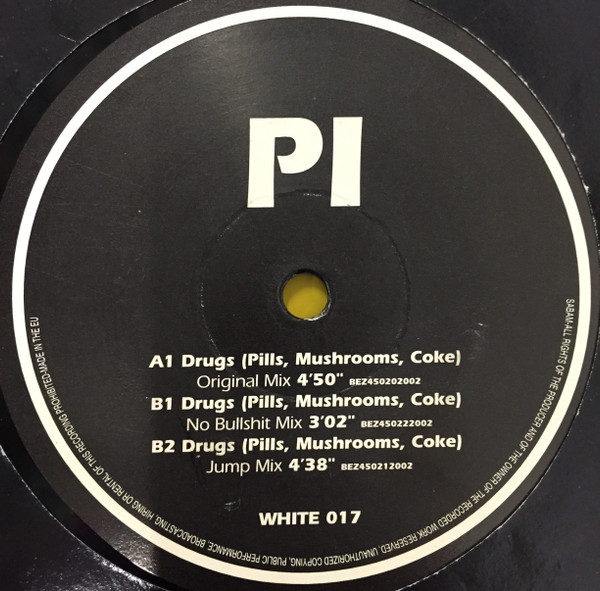 PI
A1 Drugs (Pills, Mushrooms, Coke)
Original Mix 4'50" BEZ450202002
B1 Drugs (Pills, Mushrooms, Coke)
No Bullshit Mix 3'02" BEZ450222002
B2 Drugs (Pills, Mushrooms, Coke)
Jump Mix 4'38" BEZ450212002
WHITE 017
SABAM-ALL RIGHTS OF THE PRODUCER AND OF THE OWNER OF THE RECORDED WORK RESERVED. UNAUTHORIZED COPYING, PUBLIC PERFORMANCE, BROADCASTING, HIRING OR RENTAL OF THIS RECORDING PROHIBITED-MADE IN THE EU